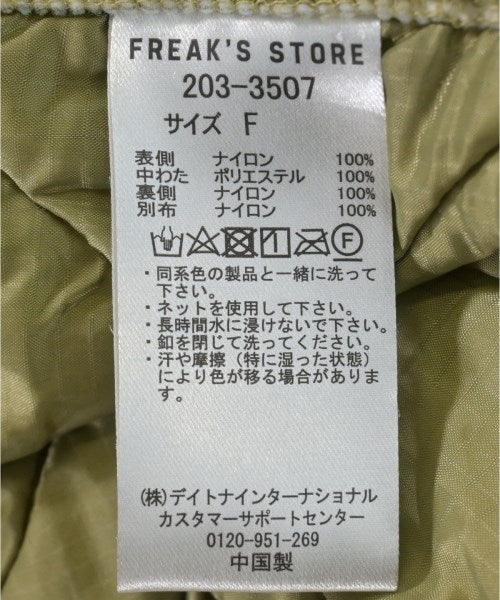 FREAK'S STORE
203-3507
サイズ F
表側 ナイロン 100%
中わた ポリエステル 100%
裏側 ナイロン 100%
別布 ナイロン 100%
F
・同系色の製品と一緒に洗って
下さい。
・ネットを使用して下さい。
・長時間水に浸けないで下さい。
・釦を閉じて洗ってください。
・汗や摩擦（特に湿った状態）
により色が移る場合がありま
す。
(株)デイトナインターナショナル
カスタマーサポートセンター
0120-951-269
中国製